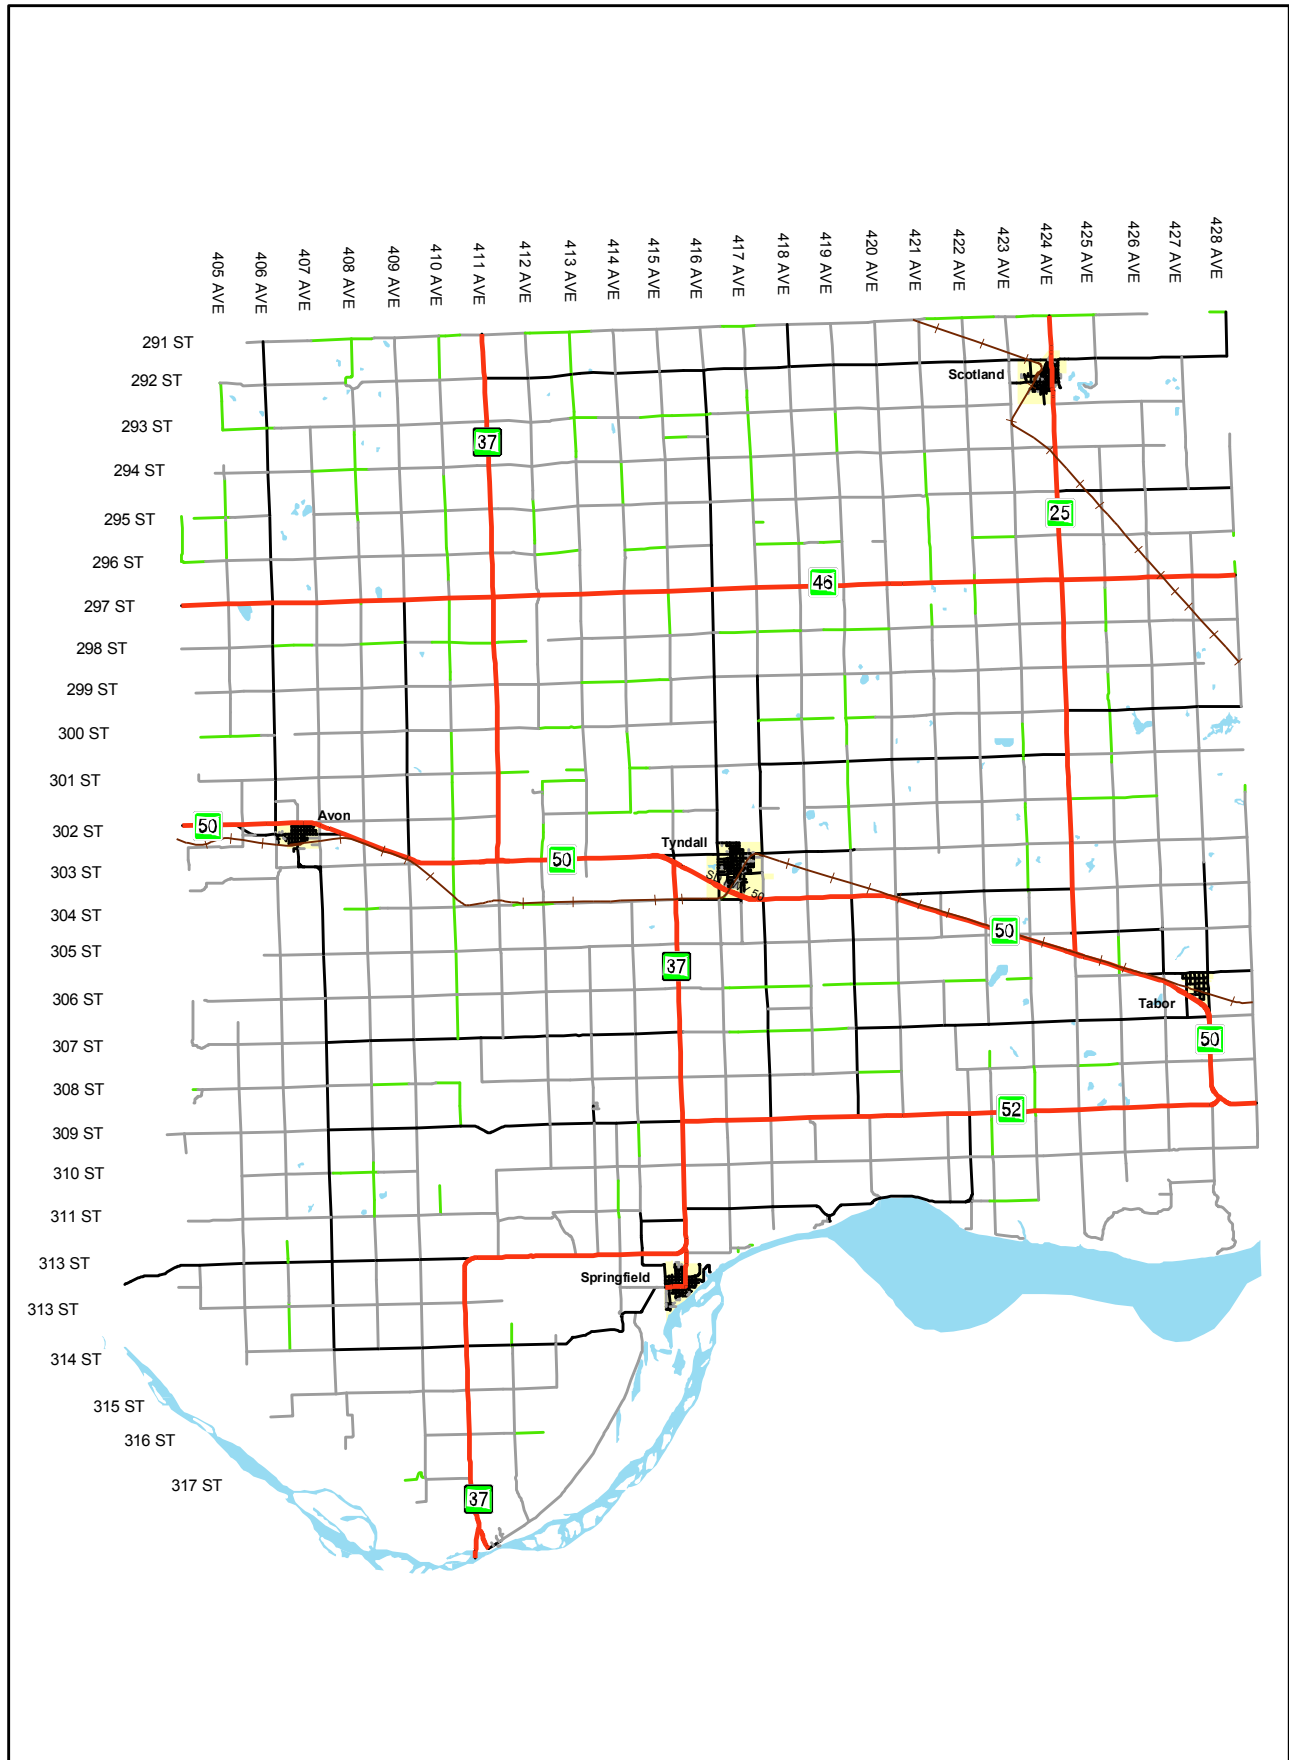 405 AVE
406 AVE
407 AVE
408 AVE
409 AVE
410 AVE
411 AVE
412 AVE
413 AVE
414 AVE
415 AVE
416 AVE
417 AVE
418 AVE
419 AVE
420 AVE
421 AVE
422 AVE
423 AVE
424 AVE
425 AVE
426 AVE
427 AVE
428 AVE
291 ST
292 ST
Scotland
293 ST
37
294 ST
25
295 ST
296 ST
46
297 ST
298 ST
299 ST
300 ST
301 ST
Avon
50
302 ST
Tyndall
50
303 ST
50
304 ST
50
305 ST
37
306 ST
Tabor
307 ST
50
308 ST
52
309 ST
310 ST
311 ST
313 ST
Springfield
313 ST
314 ST
315 ST
316 ST
317 ST
37